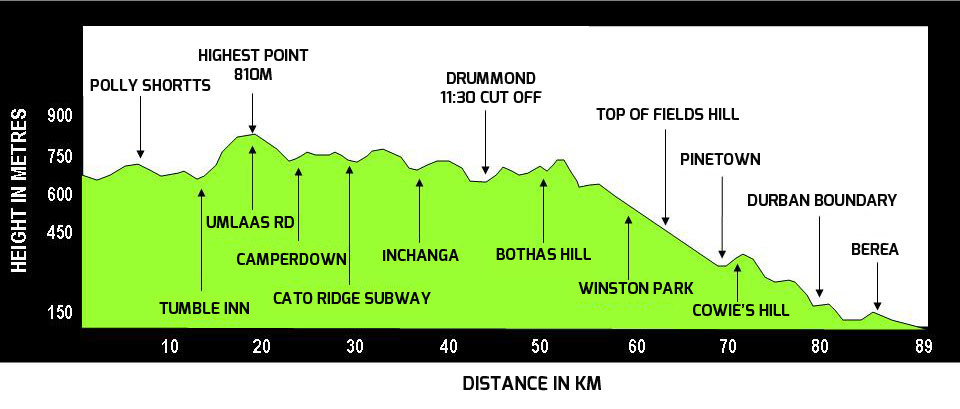 HIGHEST POINT
810M
POLLY SHORTTS
DRUMMOND
11:30 CUT OFF
TOP OF FIELDS HILL
PINETOWN
DURBAN BOUNDARY
BEREA
HEIGHT IN METRES
900
750
600
450
150
UMLAAS RD
CAMPERDOWN
INCHANGA
BOTHAS HILL
WINSTON PARK
CATO RIDGE SUBWAY
TUMBLE INN
COWIE'S HILL
10
20
30
40
50
60
70
80
89
DISTANCE IN KM